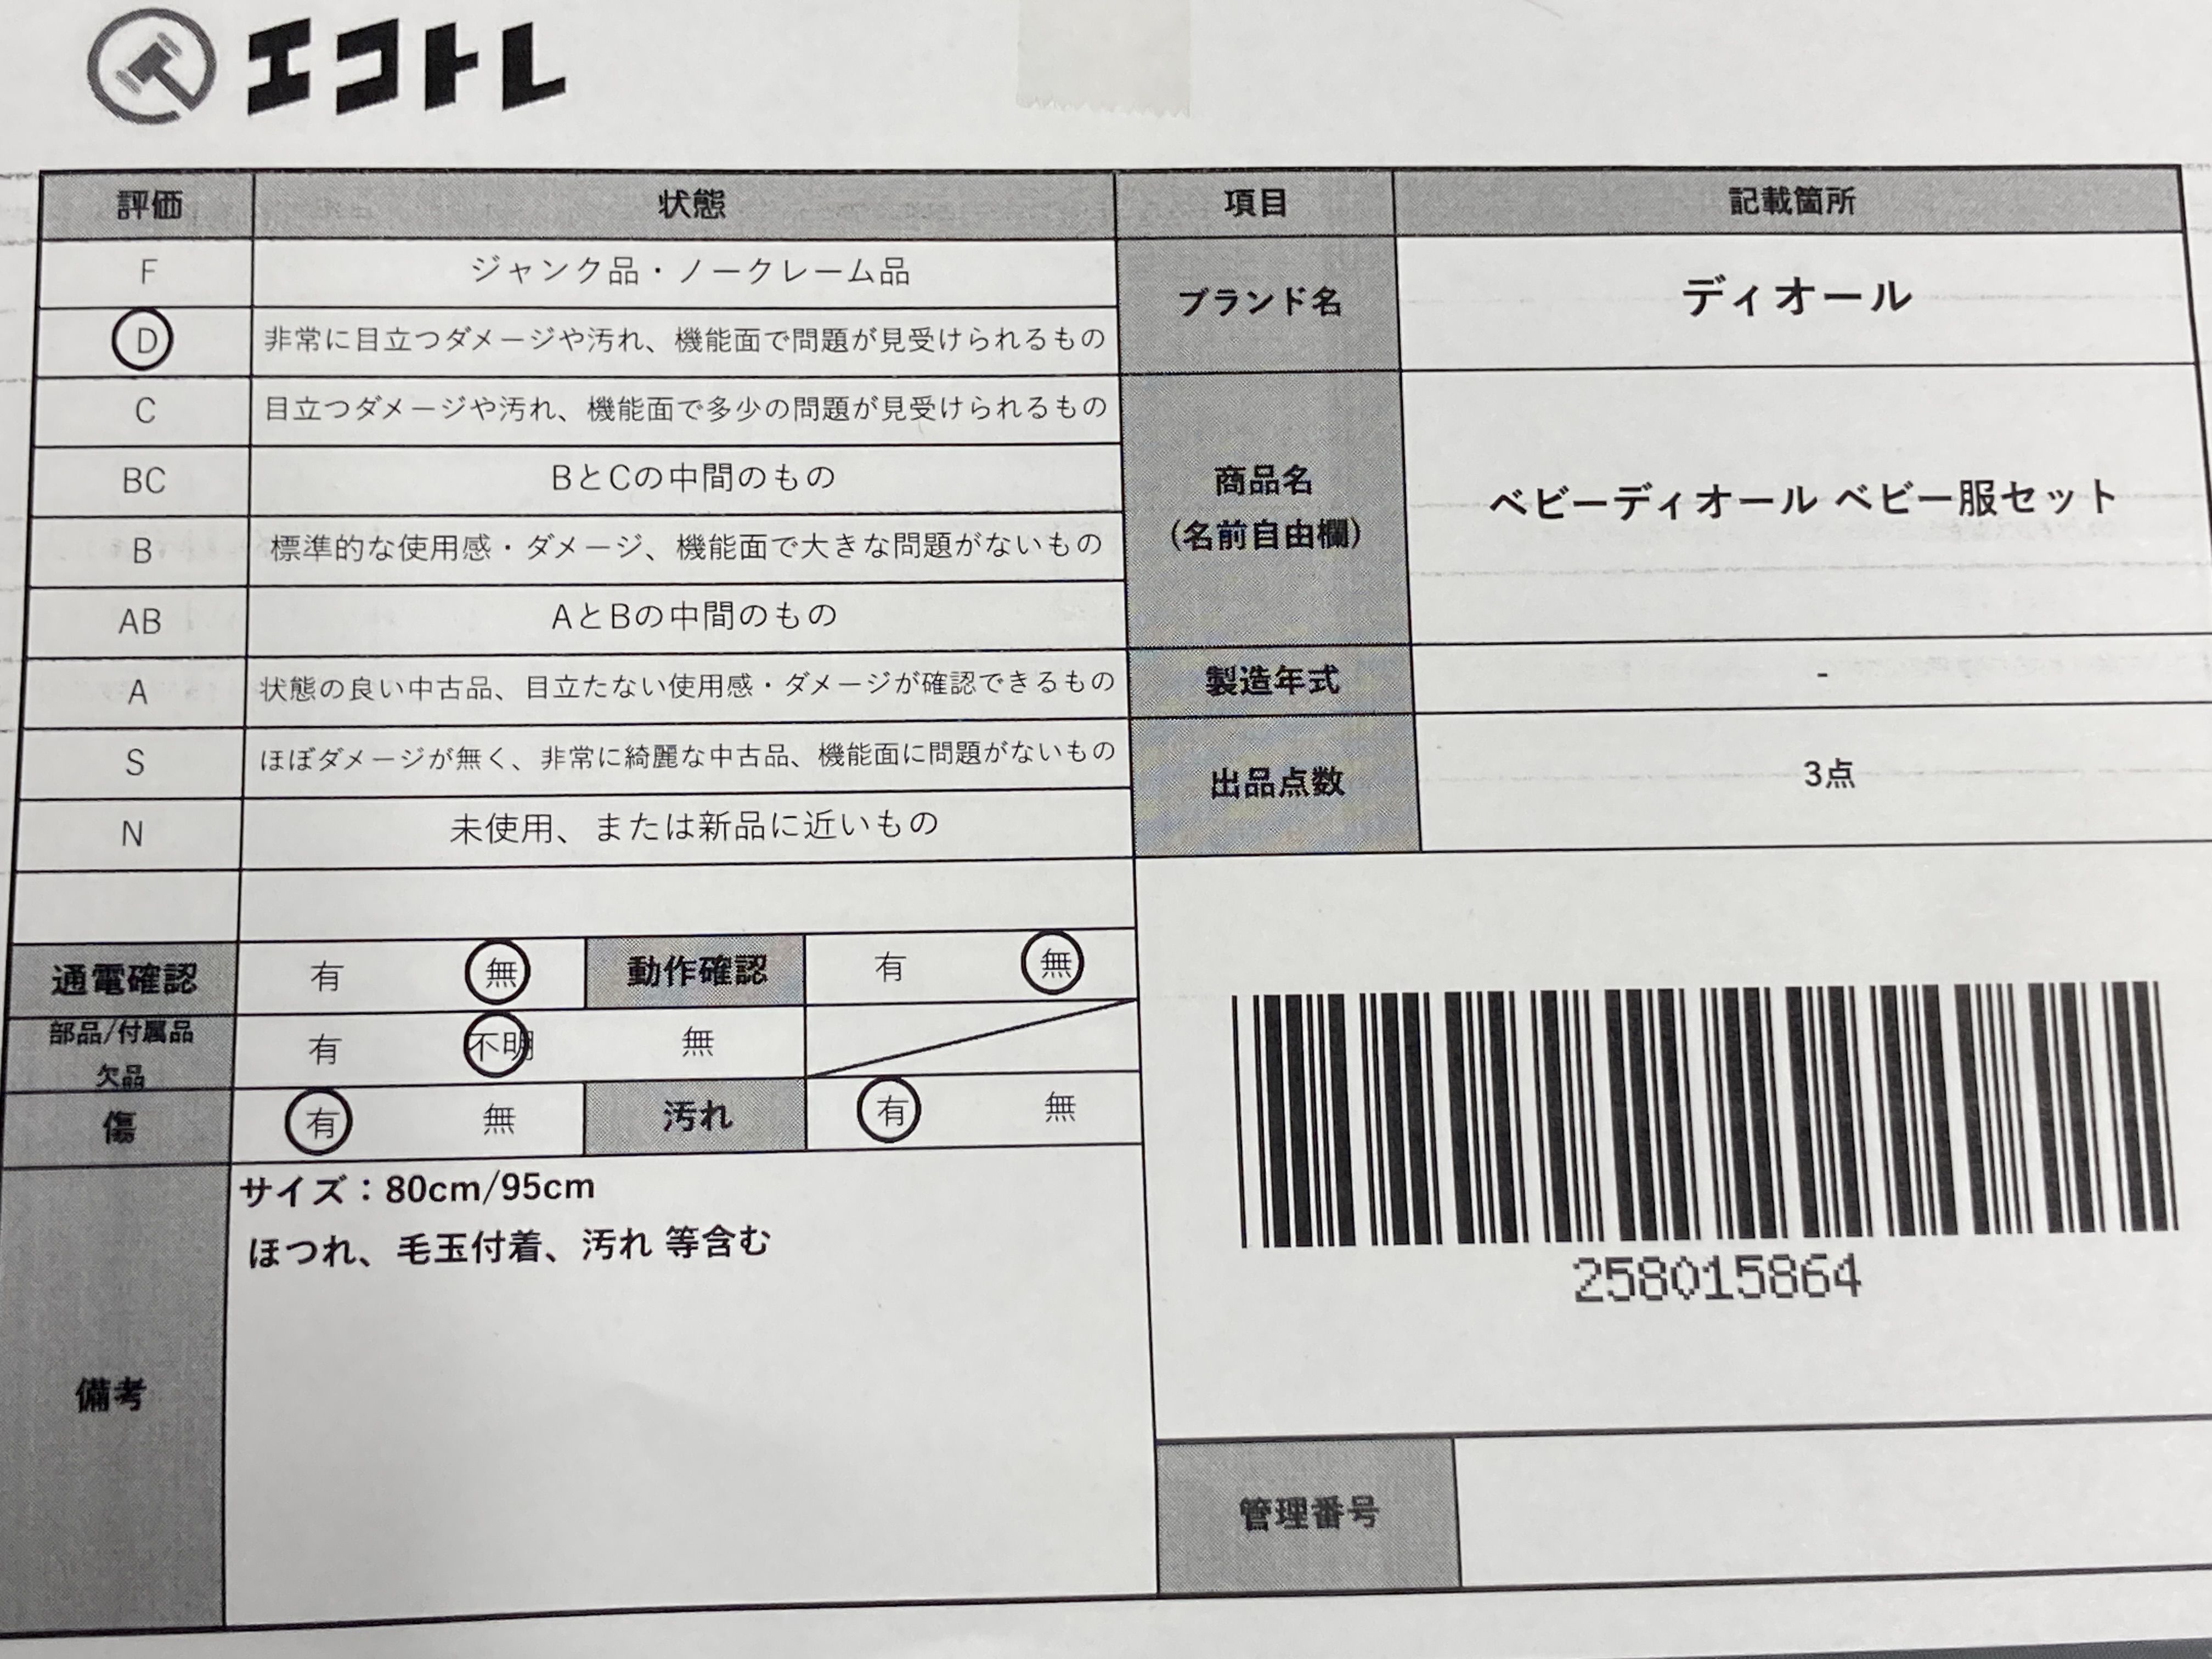 エコトレ
評価 状態 項目 記載箇所
F ジャンク品・ノークレーム品
D 非常に目立つダメージや汚れ、機能面で問題が見受けられるもの
ブランド名 ディオール
C 目立つダメージや汚れ、機能面で多少の問題が見受けられるもの
BC BとCの中間のもの
商品名
(名前自由欄)
ベビーディオール ベビー服セット
B 標準的な使用感・ダメージ、機能面で大きな問題がないもの
AB AとBの中間のもの
A 状態の良い中古品、目立たない使用感・ダメージが確認できるもの
製造年式 -
S ほぼダメージが無く、非常に綺麗な中古品、機能面に問題がないもの
出品点数 3点
N 未使用、または新品に近いもの
通電確認 有 無 動作確認 有 無
部品/付属品
欠品
有 不明 無
傷 有 無 汚れ 有 無
備考
サイズ：80cm/95cm
ほつれ、毛玉付着、汚れ 等含む
258015864
管理番号